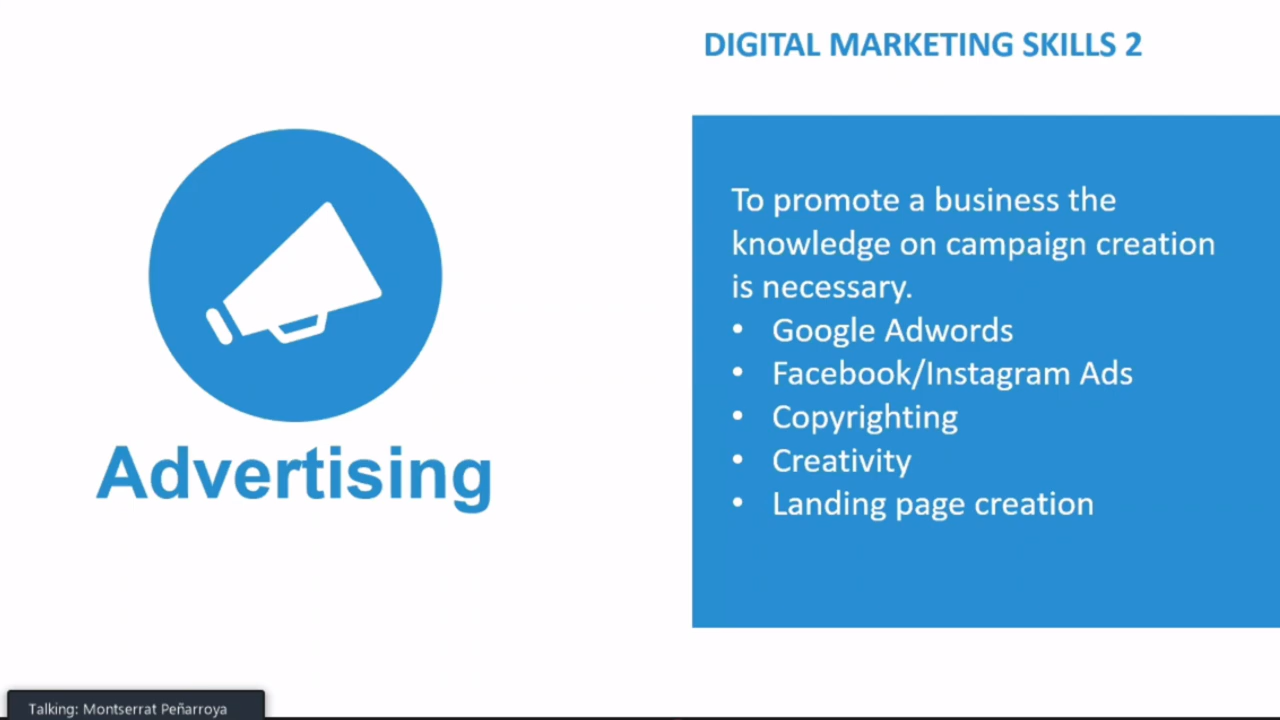 DIGITAL MARKETING SKILLS 2
Advertising
To promote a business the
knowledge on campaign creation
is necessary.
• Google Adwords
• Facebook/Instagram Ads
• Copyrighting
• Creativity
• Landing page creation
Talking: Montserrat Peñarroya